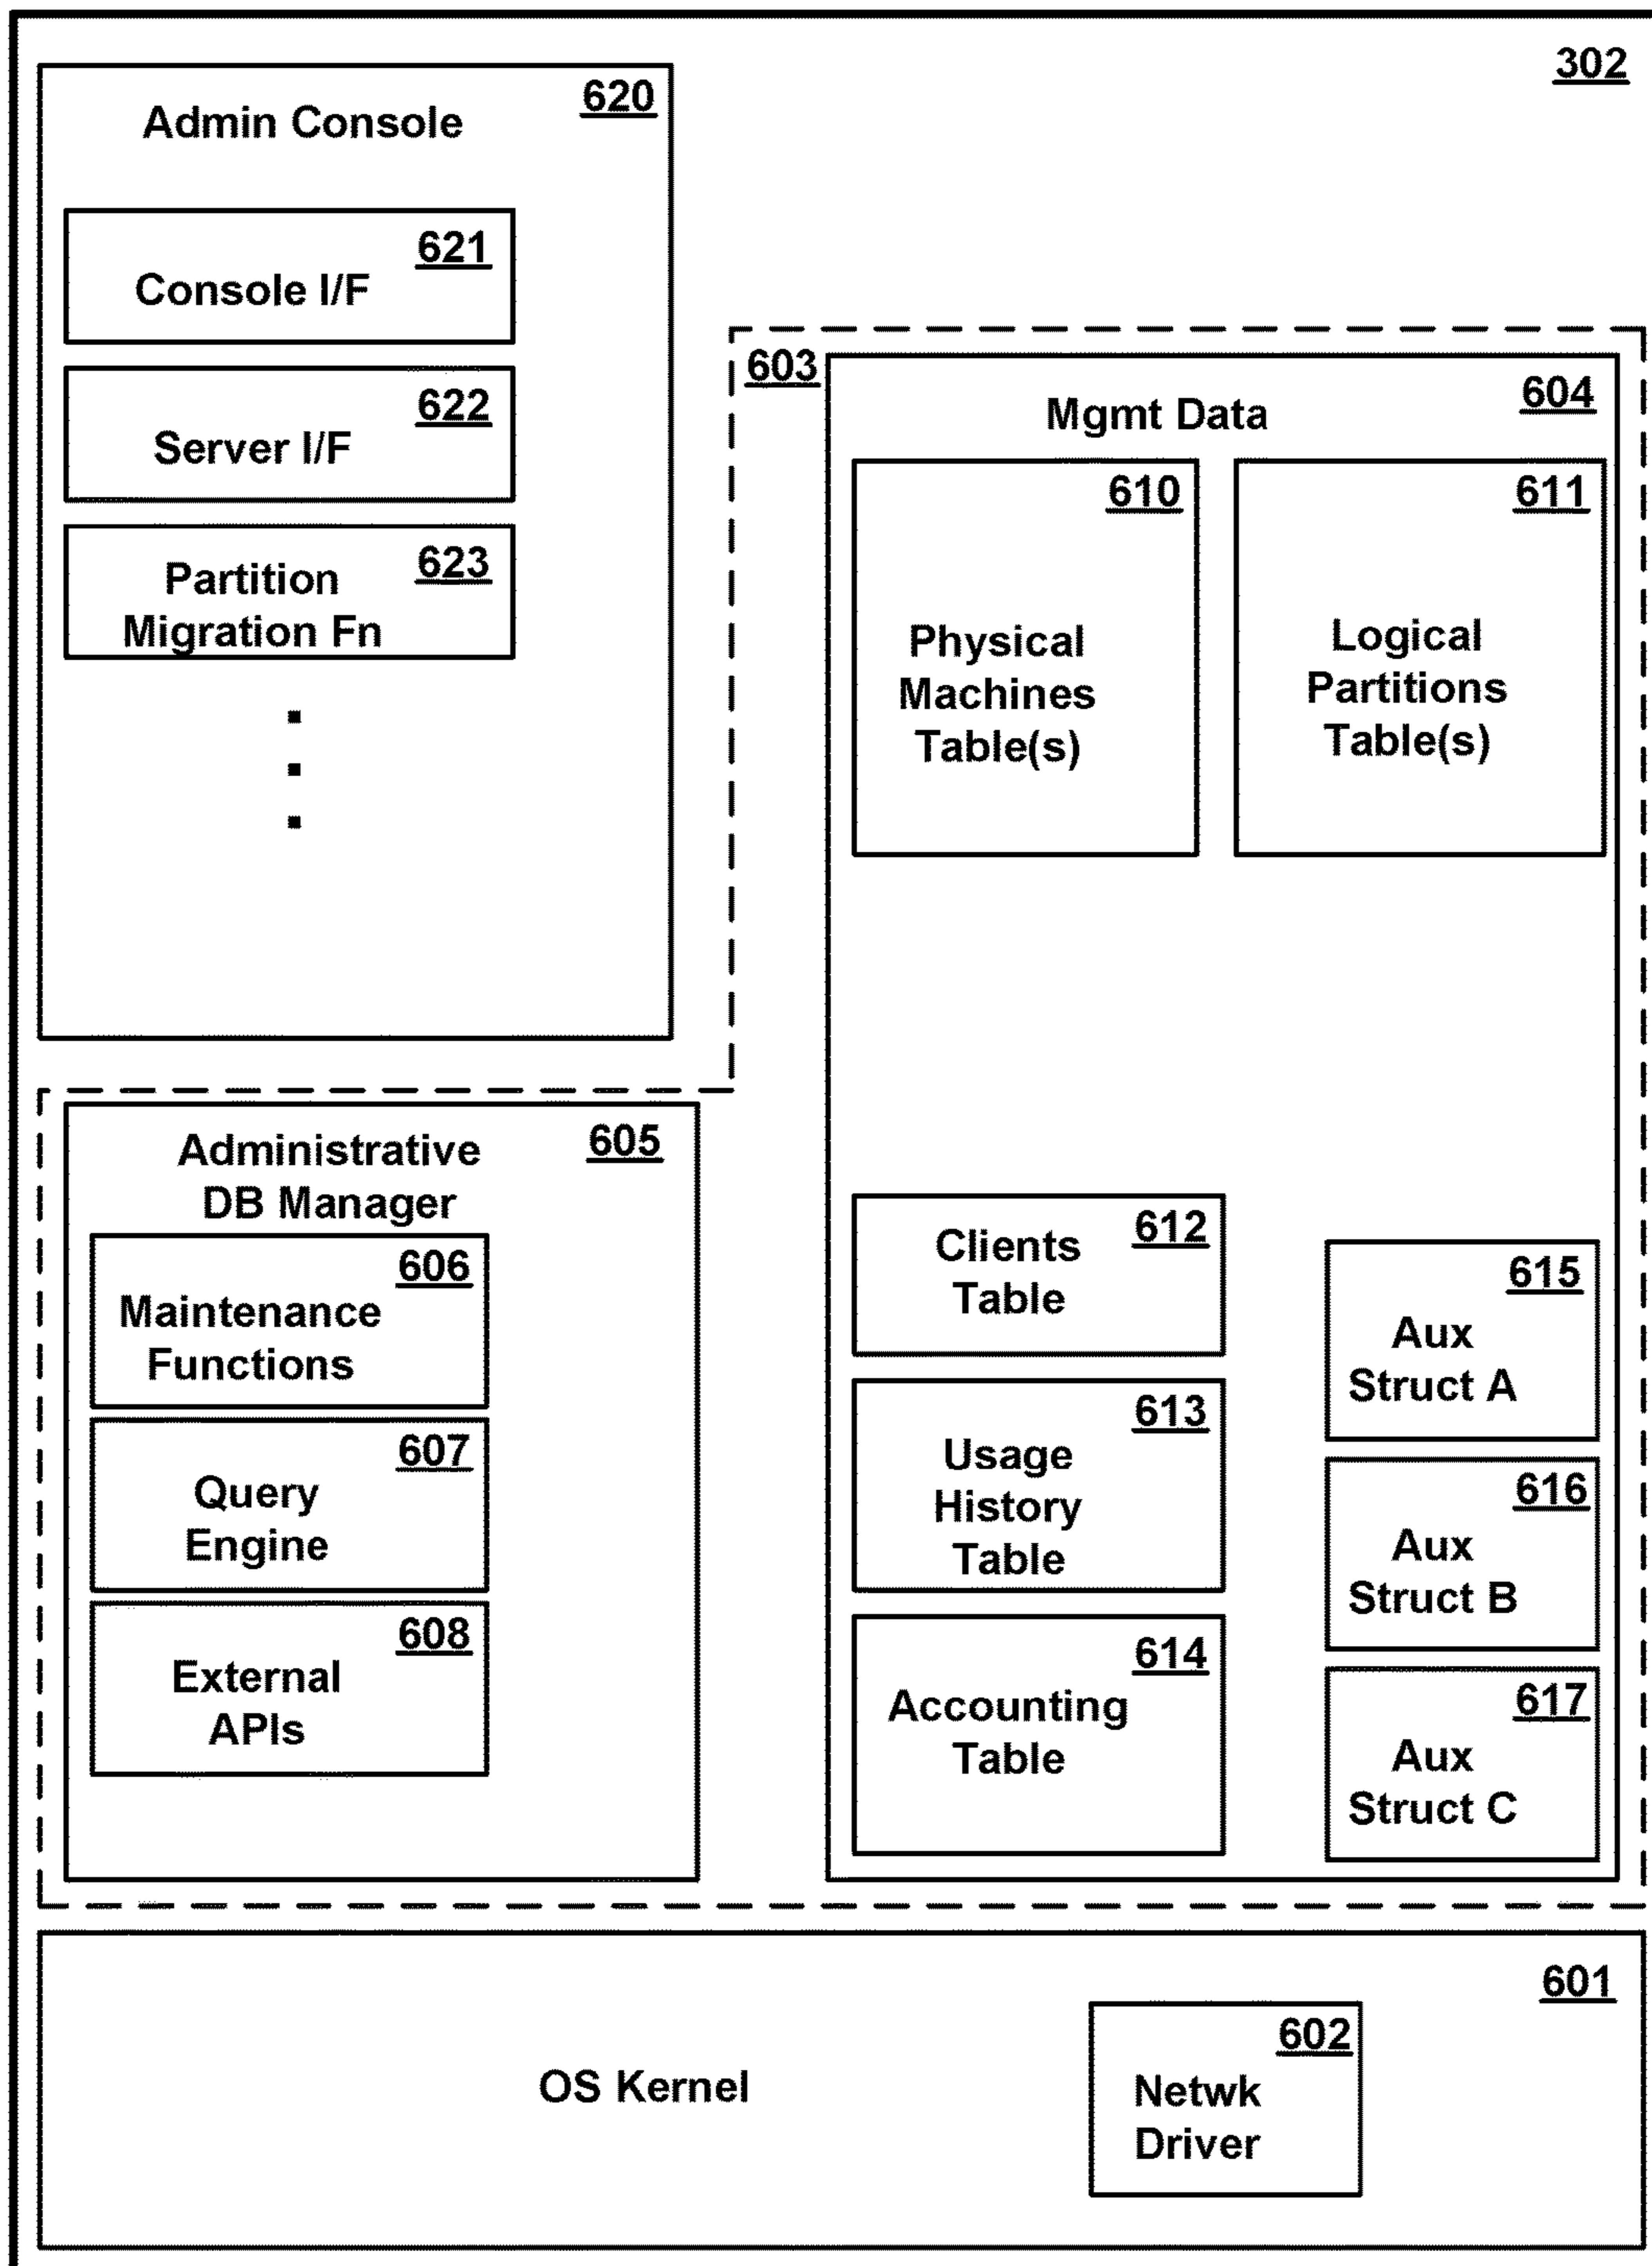 302
620
Admin Console
621
Console I/F
622
Server I/F
623
Partition
Migration Fn
603
604
Mgmt Data
610
Physical
Machines
Table(s)
611
Logical
Partitions
Table(s)
605
Administrative
DB Manager
606
Maintenance
Functions
607
Query
Engine
608
External
APIs
612
Clients
Table
613
Usage
History
Table
614
Accounting
Table
615
Aux
Struct A
616
Aux
Struct B
617
Aux
Struct C
601
OS Kernel
602
Netwk
Driver